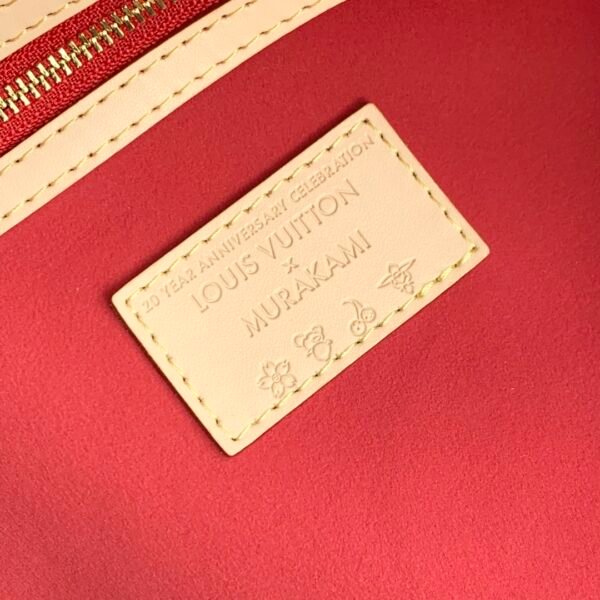 20 YEAR ANNIVERSARY CELEBRATION
LOUIS VUITTON
×
MURAKAMI